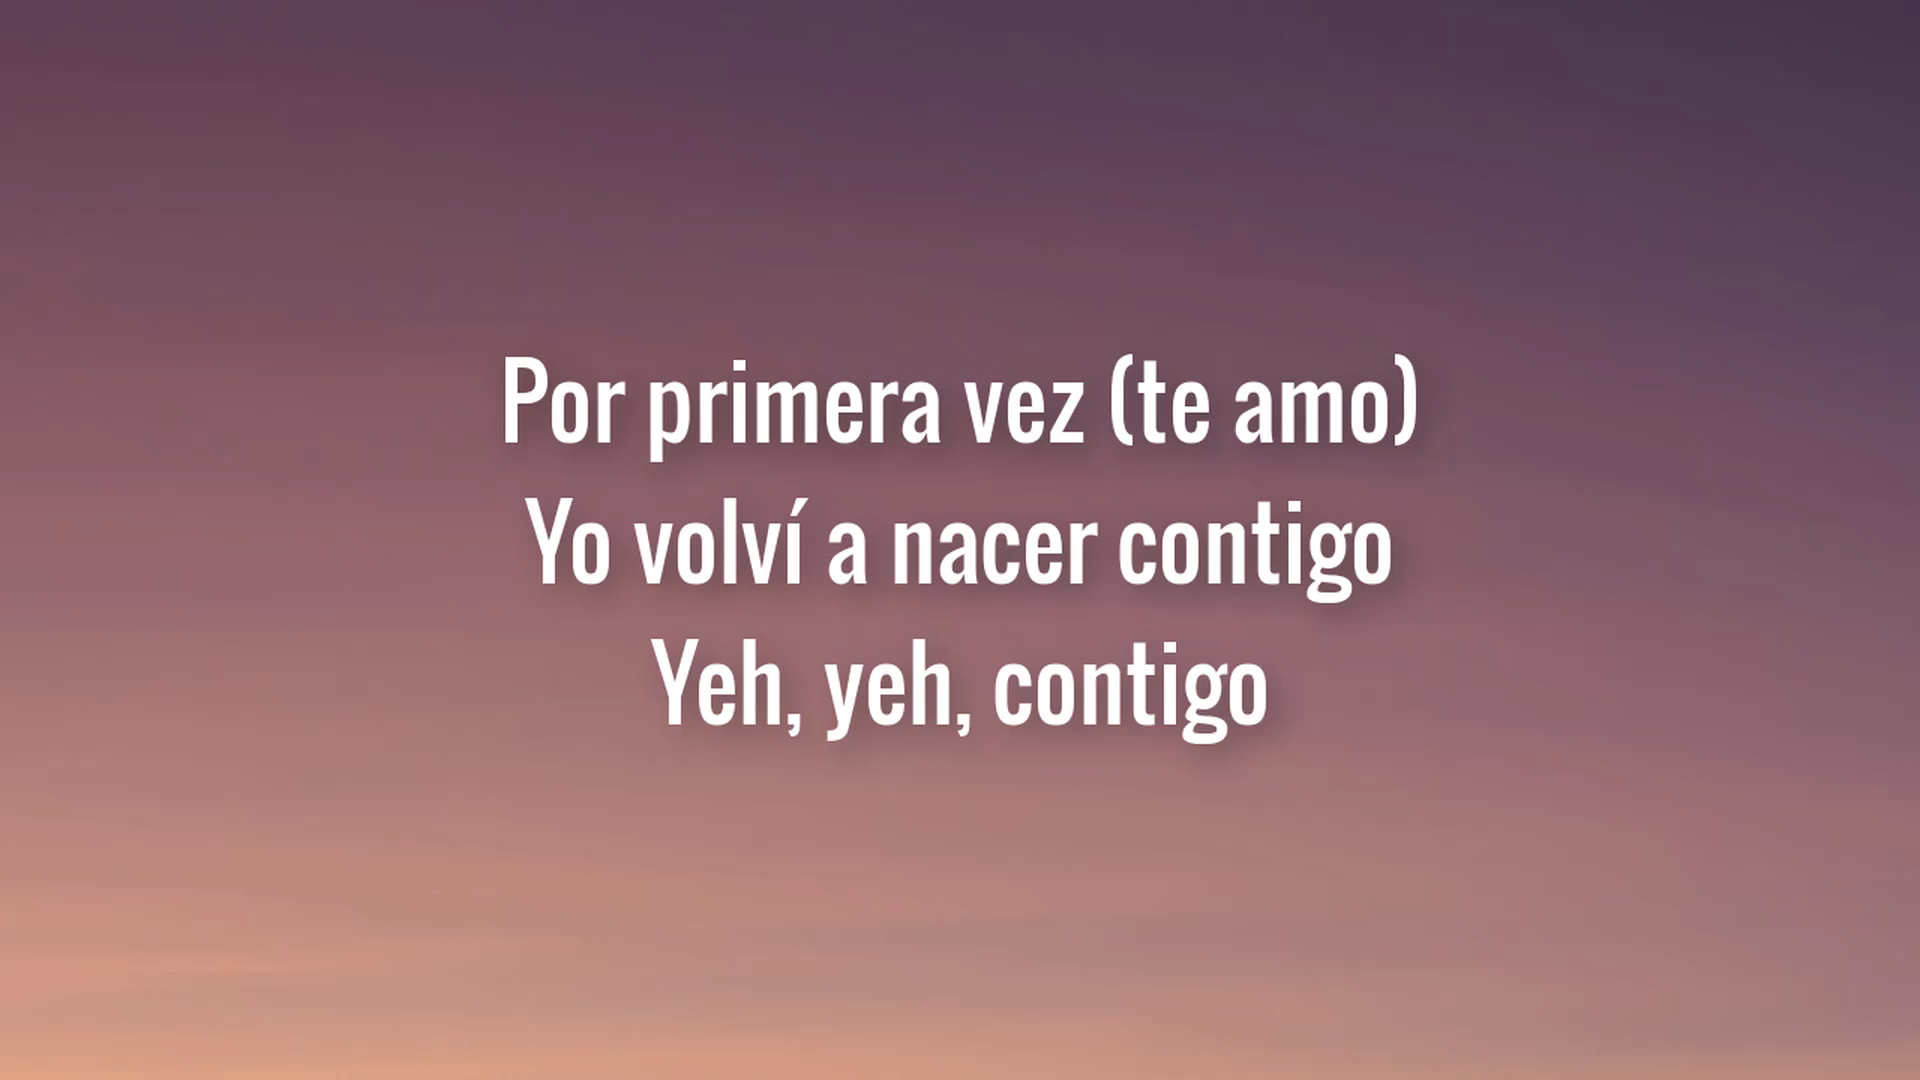 Por primera vez (te amo)
Yo volví a nacer contigo
Yeh, yeh, contigo